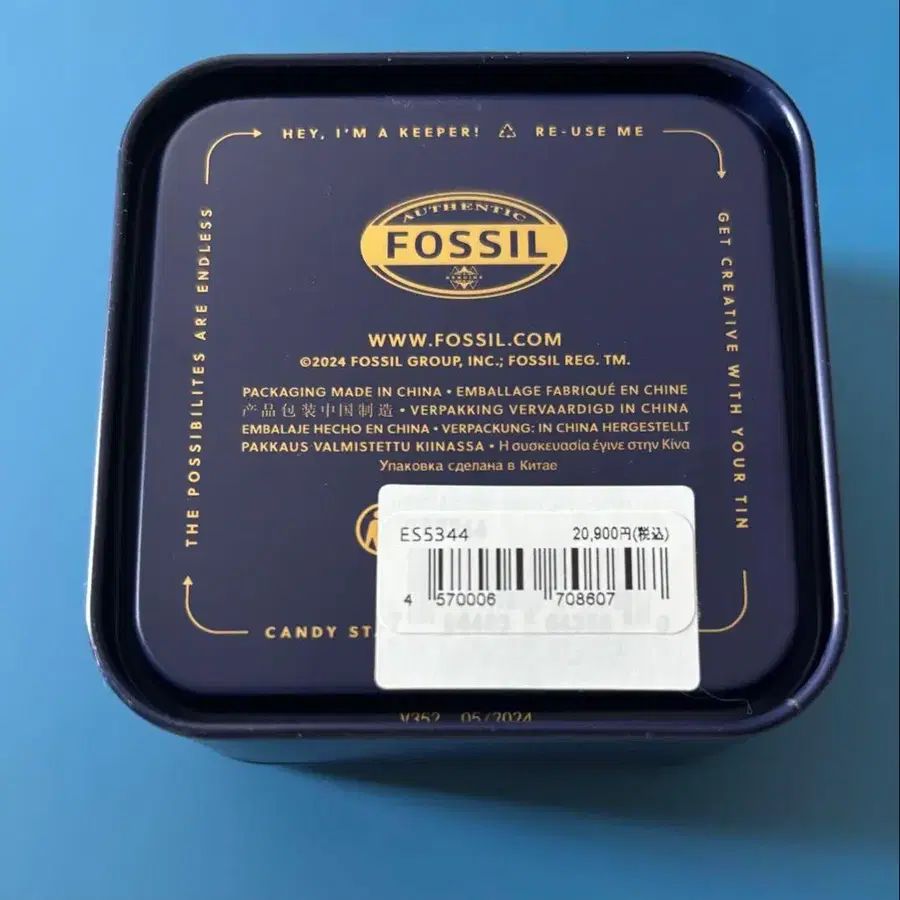 HEY, I'M A KEEPER! RE-USE ME
GET CREATIVE WITH YOUR TIN
THE POSSIBILITES ARE ENDLESS
AUTHENTIC
FOSSIL
GENUINE
WWW.FOSSIL.COM
©2024 FOSSIL GROUP, INC.; FOSSIL REG. TM.
PACKAGING MADE IN CHINA • EMBALLAGE FABRIQUÉ EN CHINE
产品包装中国制造 • VERPAKKING VERVAARDIGD IN CHINA
EMBALAJE HECHO EN CHINA • VERPACKUNG: IN CHINA HERGESTELLT
PAKKAUS VALMISTETTU KIINASSA • Η συσκευασία έγινε στην Κίνα
Упаковка сделана в Китае
ES5344 20,900円(税込)
4 570006 708607
CANDY
V352 05/2024